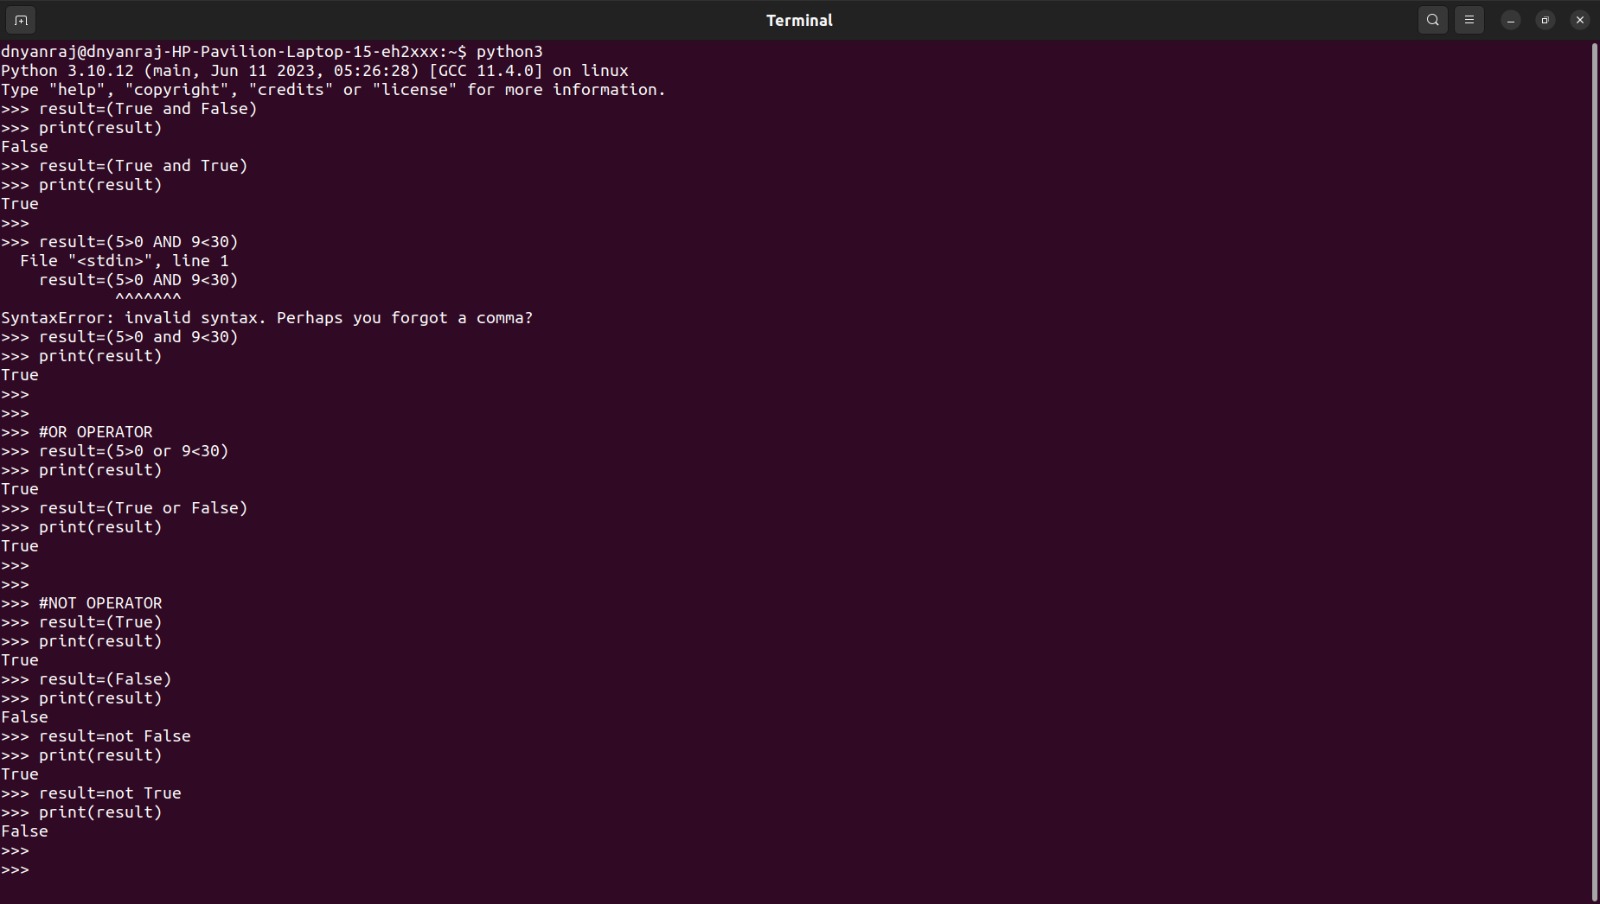 Terminal
dnyanraj@dnyanraj-HP-Pavilion-Laptop-15-eh2xxx:~$ python3
Python 3.10.12 (main, Jun 11 2023, 05:26:28) [GCC 11.4.0] on linux
Type "help", "copyright", "credits" or "license" for more information.
>>> result=(True and False)
>>> print(result)
False
>>> result=(True and True)
>>> print(result)
True
>>>
>>> result=(5>0 AND 9<30)
  File "<stdin>", line 1
    result=(5>0 AND 9<30)
            ^^^^^^^
SyntaxError: invalid syntax. Perhaps you forgot a comma?
>>> result=(5>0 and 9<30)
>>> print(result)
True
>>>
>>>
>>> #OR OPERATOR
>>> result=(5>0 or 9<30)
>>> print(result)
True
>>> result=(True or False)
>>> print(result)
True
>>>
>>>
>>> #NOT OPERATOR
>>> result=(True)
>>> print(result)
True
>>> result=(False)
>>> print(result)
False
>>> result=not False
>>> print(result)
True
>>> result=not True
>>> print(result)
False
>>>
>>>